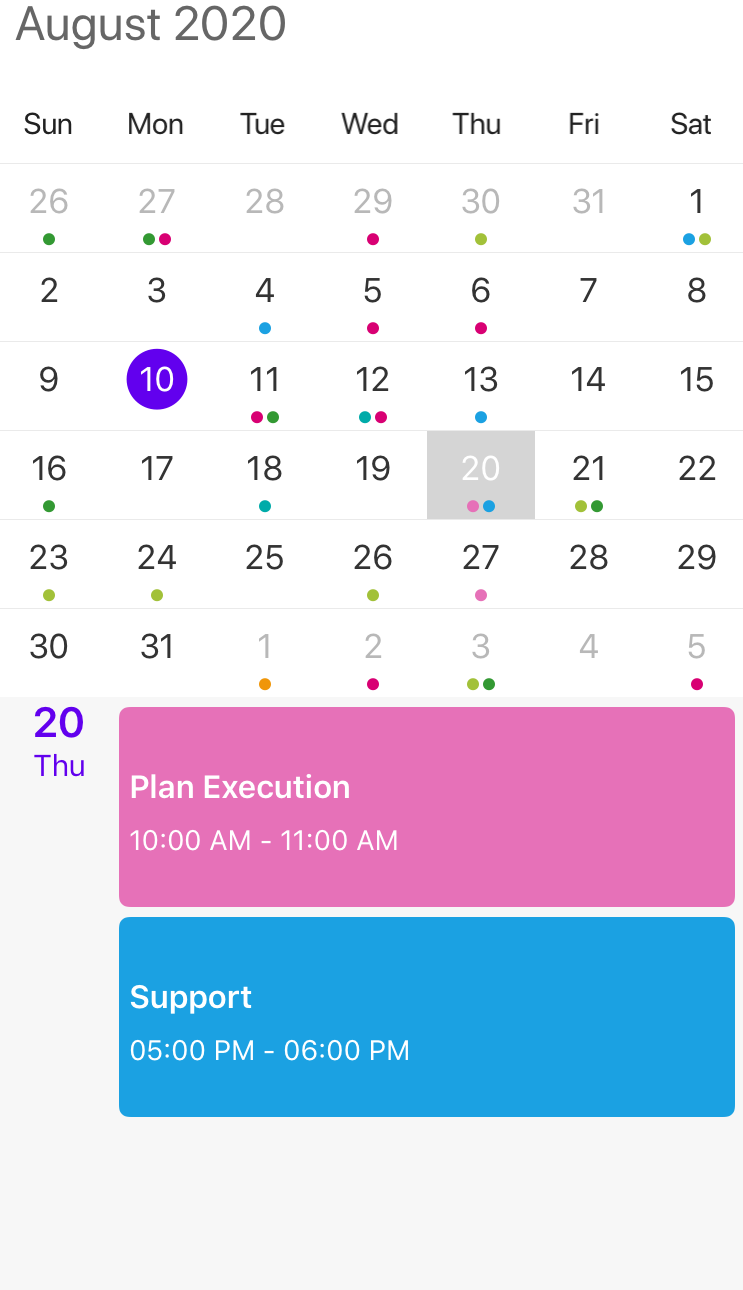 August 2020
Sun Mon Tue Wed Thu Fri Sat
26 27 28 29 30 31 1
2 3 4 5 6 7 8
9 10 11 12 13 14 15
16 17 18 19 20 21 22
23 24 25 26 27 28 29
30 31 1 2 3 4 5
20
Thu
Plan Execution
10:00 AM - 11:00 AM
Support
05:00 PM - 06:00 PM